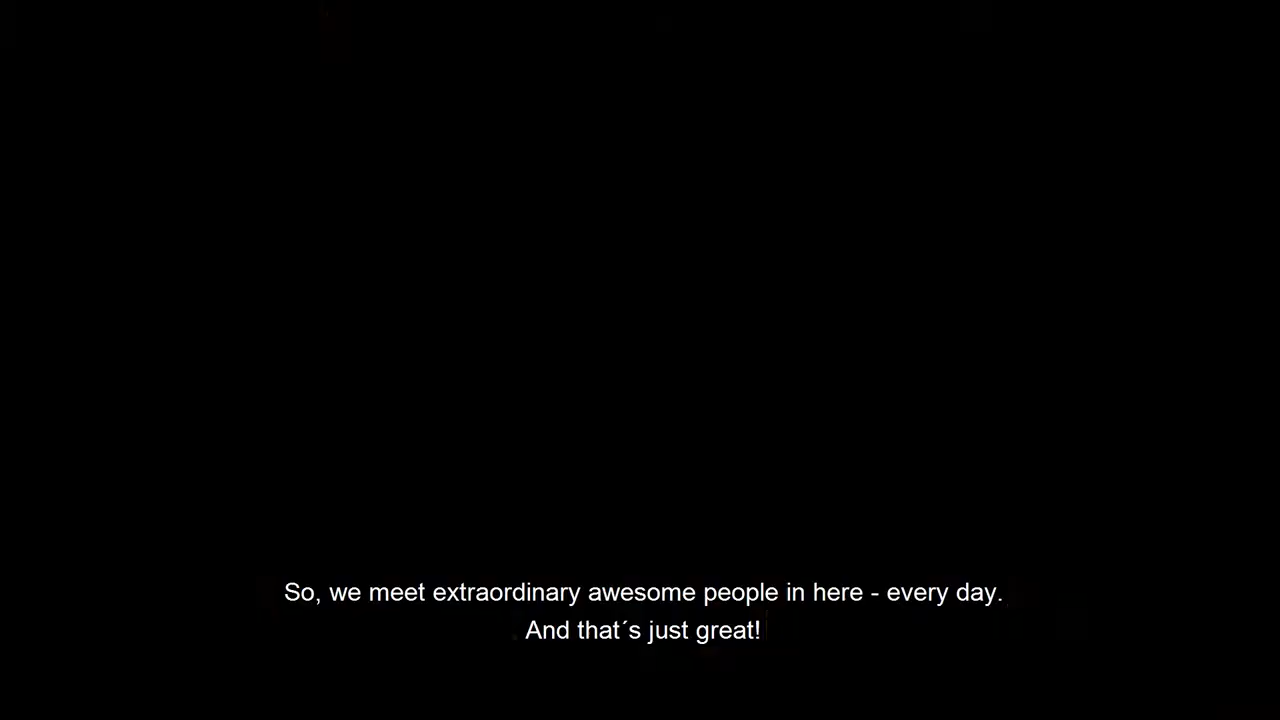 So, we meet extraordinary awesome people in here - every day.
And that´s just great!